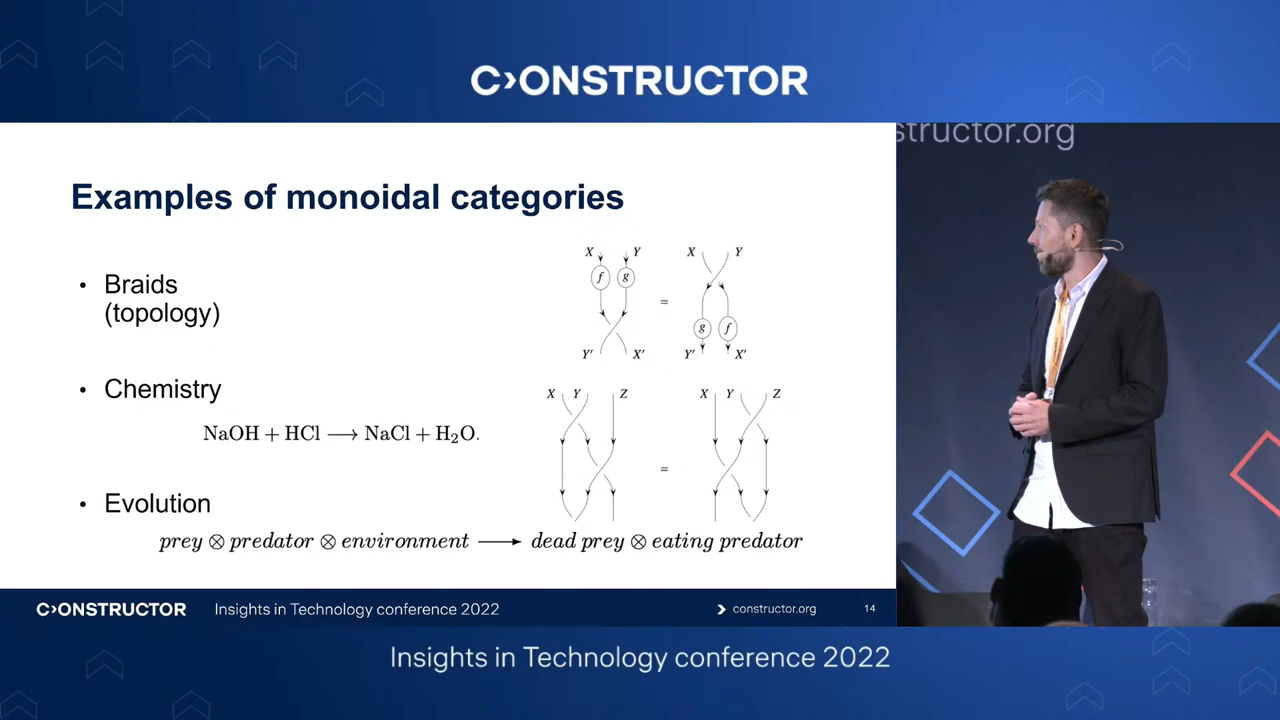 C›ONSTRUCTOR
structor.org
Examples of monoidal categories
• Braids
(topology)
X Y
f g
Y′ X′
=
X Y
g f
Y′ X′
• Chemistry
NaOH + HCl ⟶ NaCl + H₂O.
X Y Z
=
X Y Z
• Evolution
prey ⊗ predator ⊗ environment ⟶ dead prey ⊗ eating predator
C›ONSTRUCTOR Insights in Technology conference 2022 constructor.org 14
Insights in Technology conference 2022